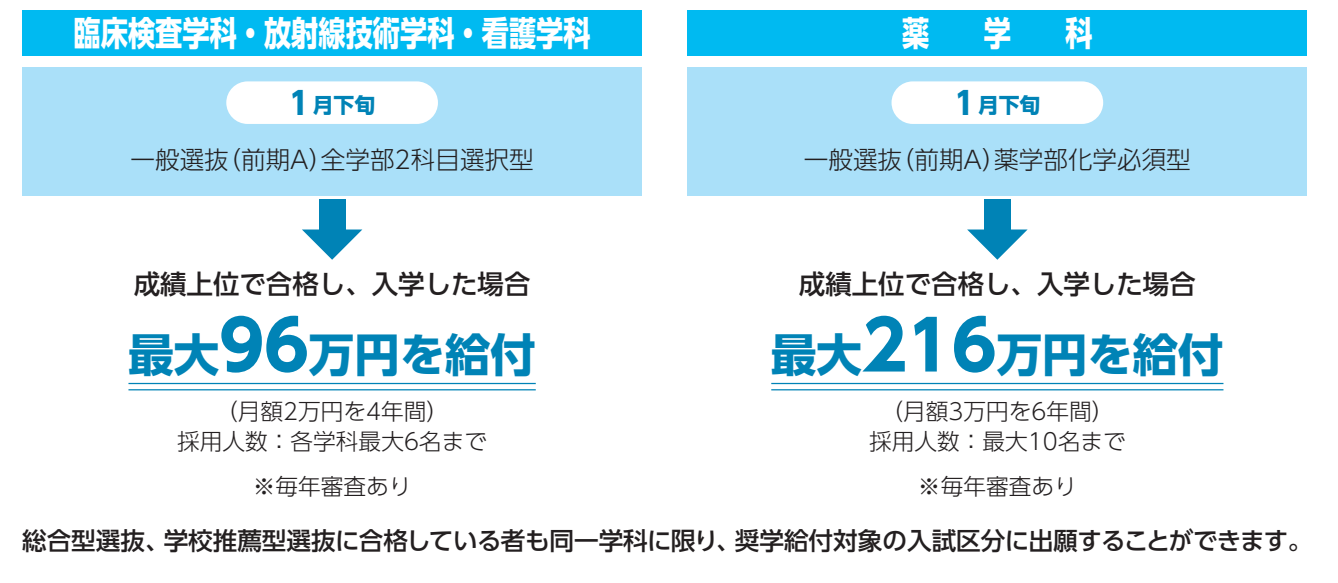 臨床検査学科・放射線技術学科・看護学科
1月下旬
一般選抜(前期A)全学部2科目選択型
成績上位で合格し、入学した場合
最大96万円を給付
(月額2万円を4年間)
採用人数：各学科最大6名まで
※毎年審査あり
薬学科
1月下旬
一般選抜(前期A)薬学部化学必須型
成績上位で合格し、入学した場合
最大216万円を給付
(月額3万円を6年間)
採用人数：最大10名まで
※毎年審査あり
総合型選抜、学校推薦型選抜に合格している者も同一学科に限り、奨学給付対象の入試区分に出願することができます。